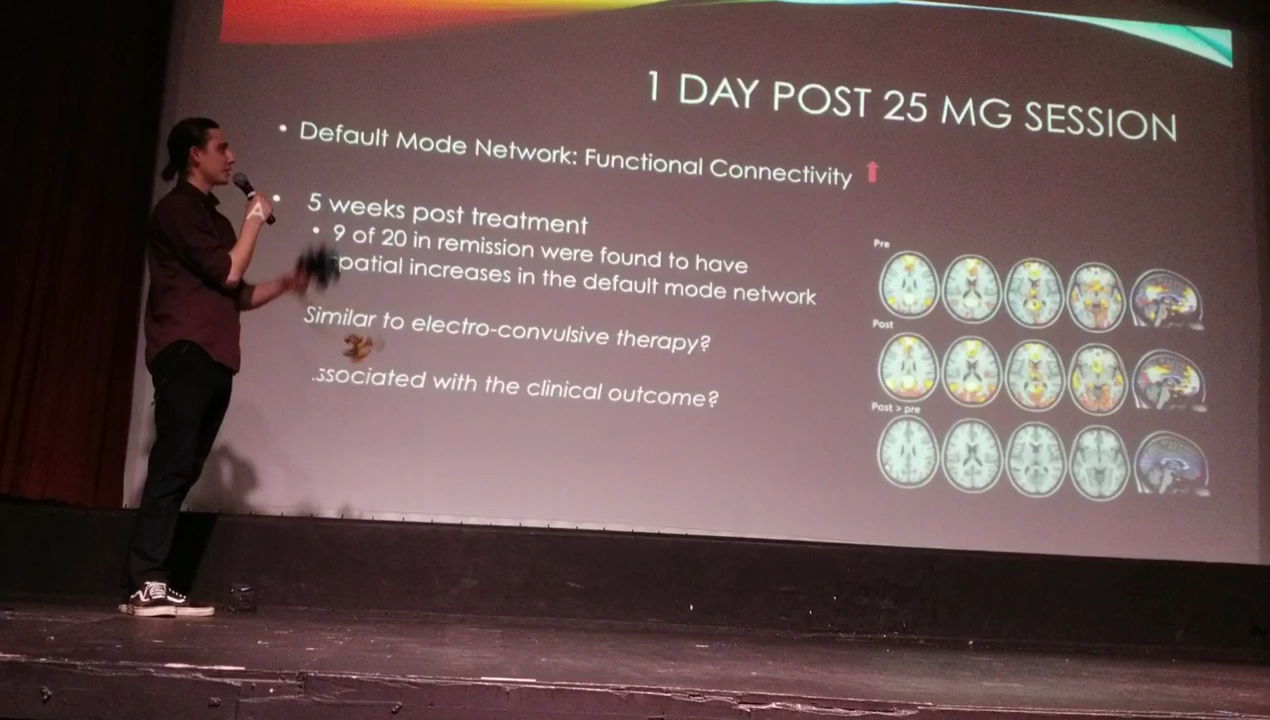 1 DAY POST 25 MG SESSION
• Default Mode Network: Functional Connectivity
• 5 weeks post treatment
• 9 of 20 in remission were found to have
increases in the default mode network
Similar to electro-convulsive therapy?
with the clinical outcome?
Pre
Post
Post > pre